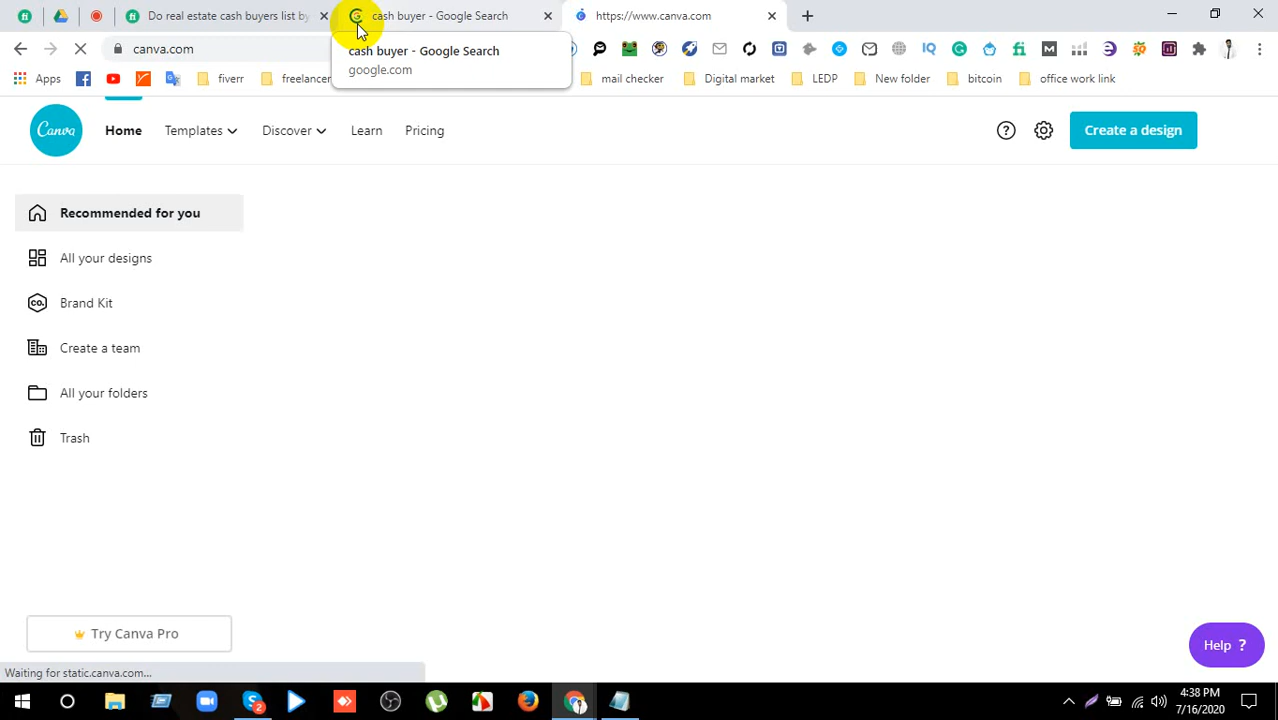 Do real estate cash buyers list by
cash buyer - Google Search
https://www.canva.com
canva.com
cash buyer - Google Search
google.com
Apps
fiverr
freelancer
mail checker
Digital market
LEDP
New folder
bitcoin
office work link
Canva
Home
Templates
Discover
Learn
Pricing
?
Create a design
Recommended for you
All your designs
CO.
Brand Kit
Create a team
All your folders
Trash
Try Canva Pro
Help ?
Waiting for static.canva.com...
2
4:38 PM
7/16/2020